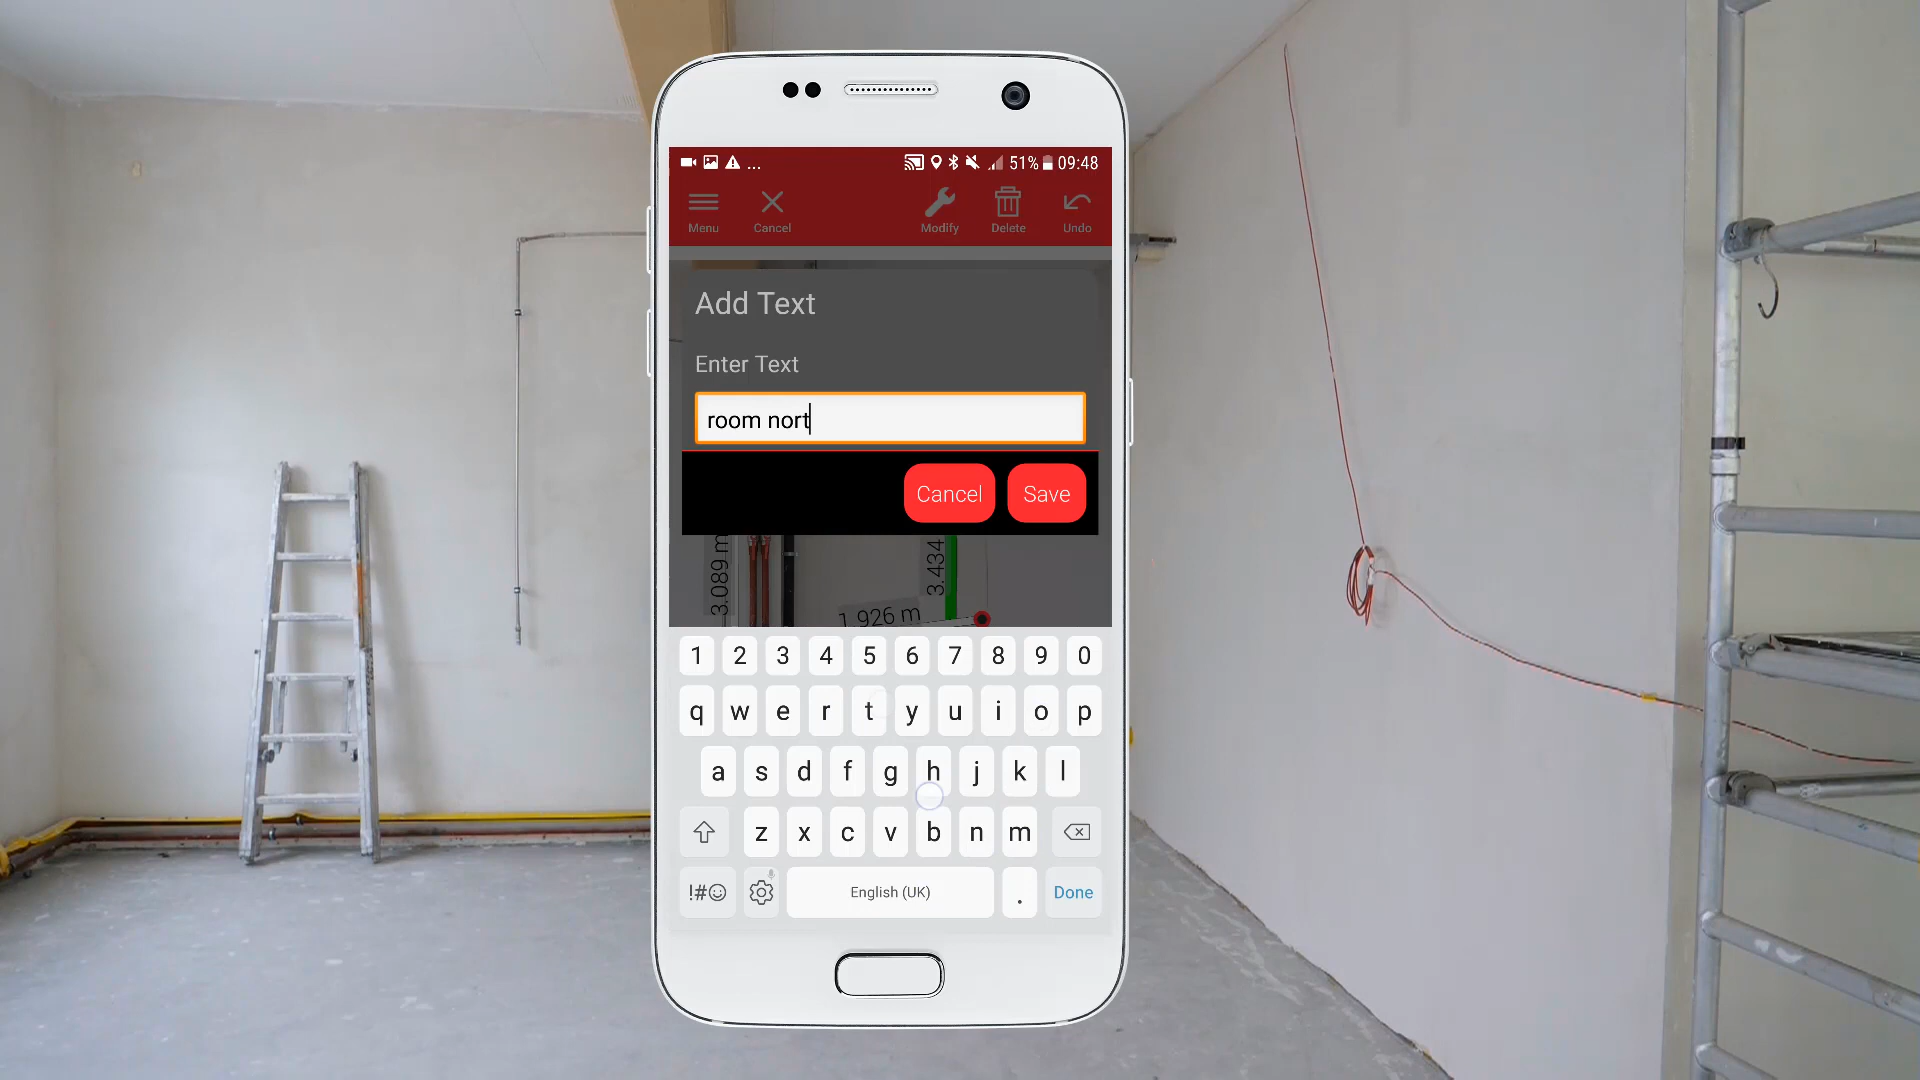 ... 51% 09:48
Menu Cancel Modify Delete Undo
Add Text
Enter Text
room nort
Cancel Save
3.089 m 3.434
1.926 m
1 2 3 4 5 6 7 8 9 0
q w e r t y u i o p
a s d f g h j k l
z x c v b n m
!#☺ English (UK) . Done